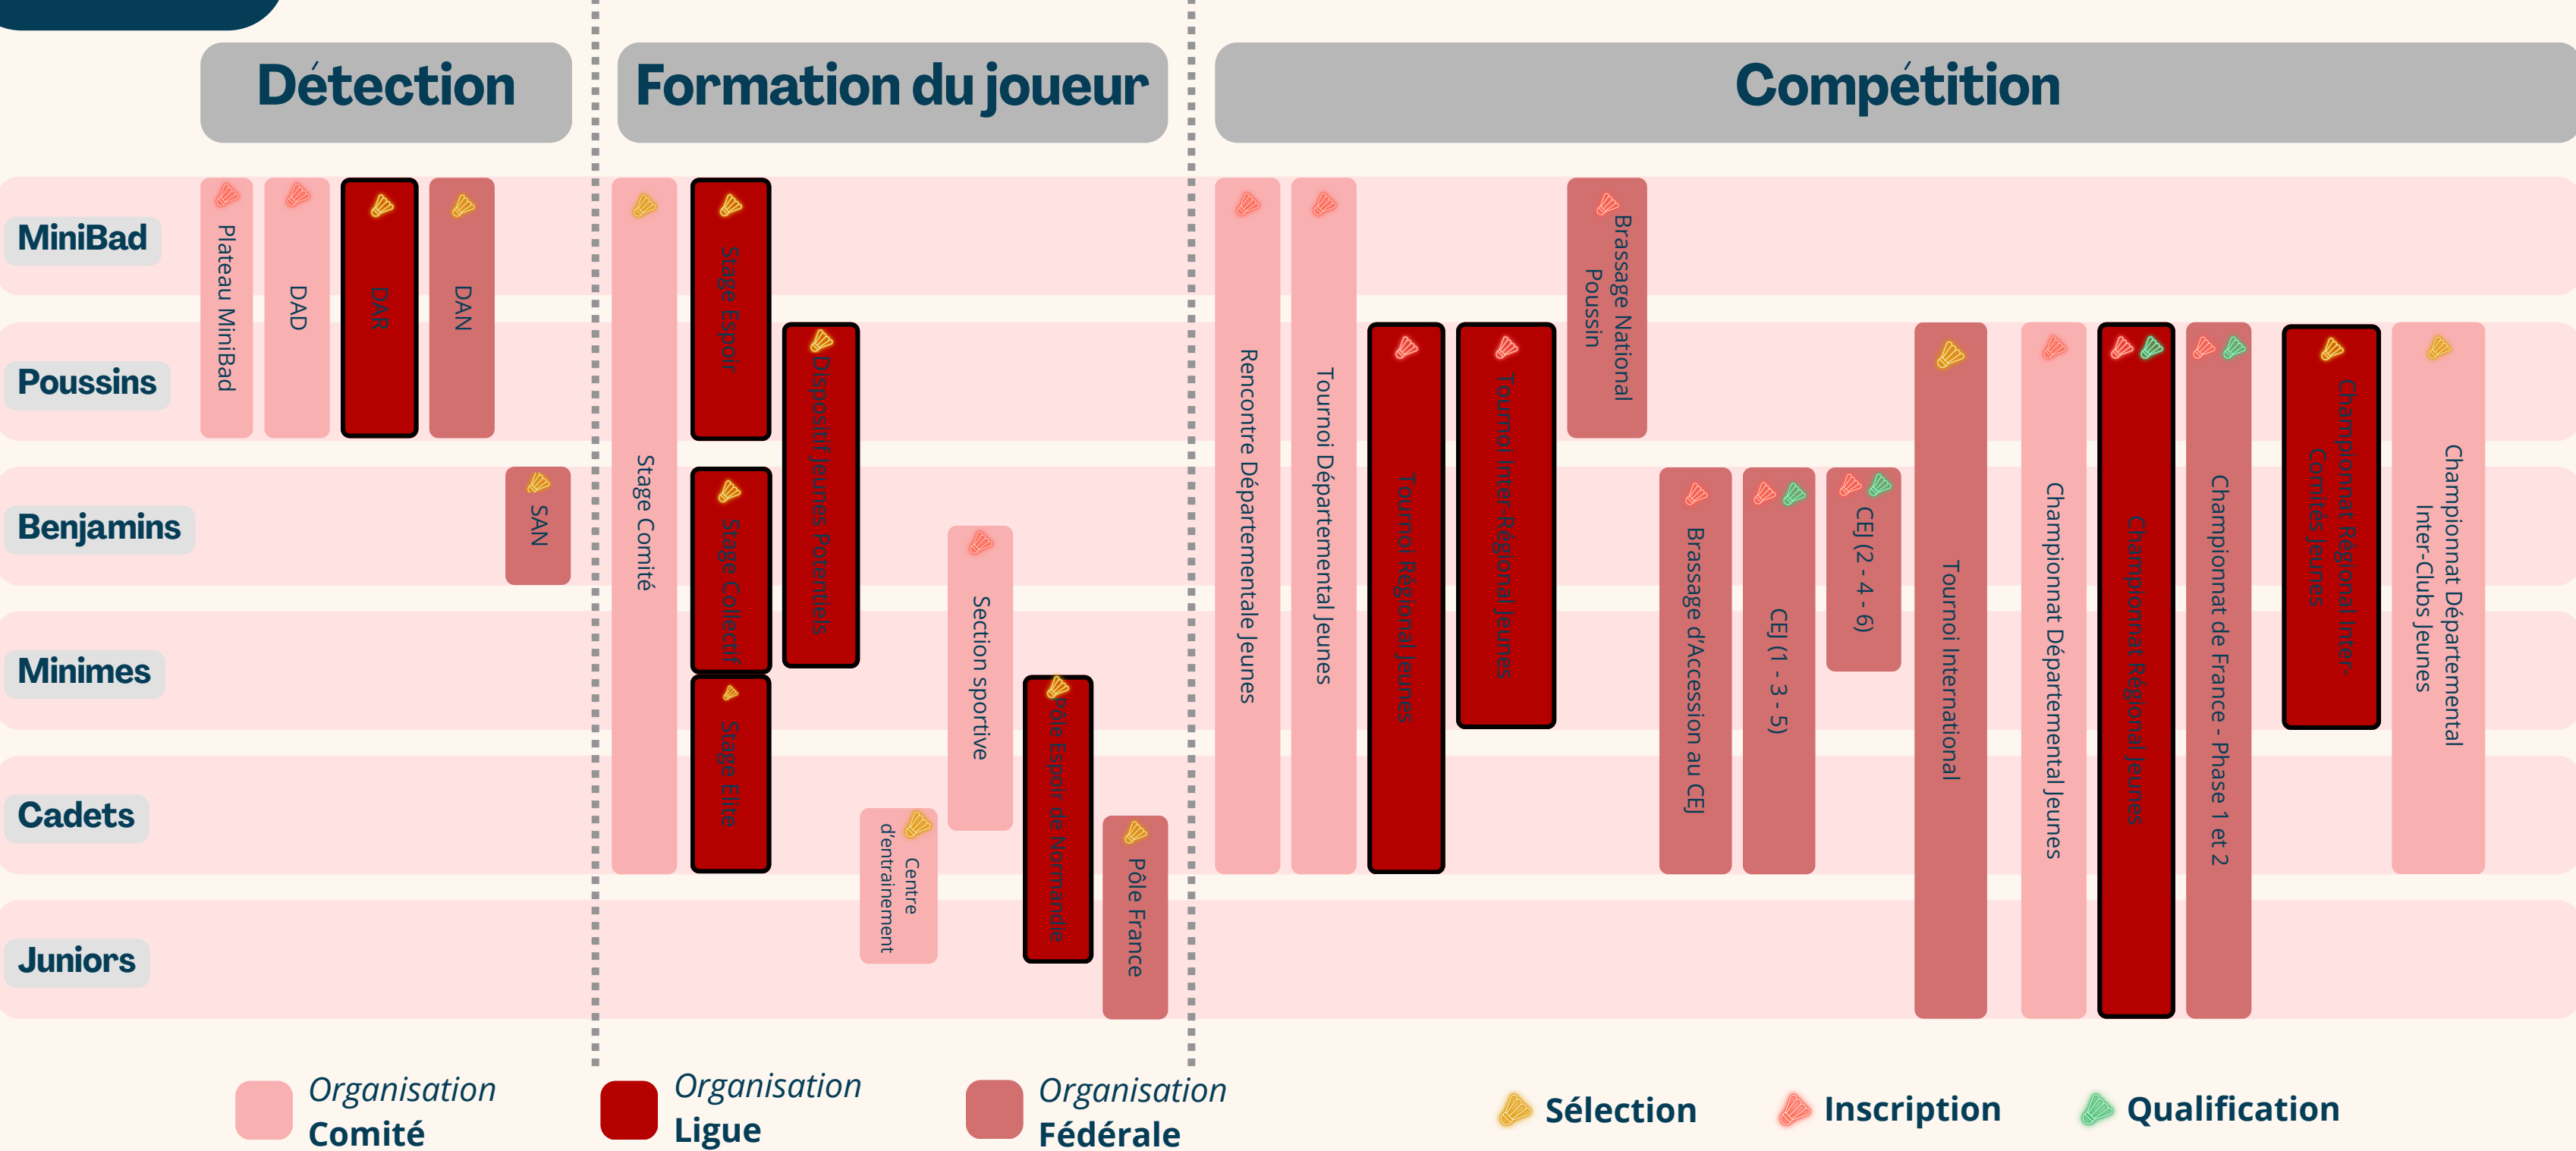 Détection
Formation du joueur
Compétition
MiniBad
Poussins
Benjamins
Minimes
Cadets
Juniors
Plateau MiniBad
DAD
DAR
DAN
SAN
Stage Comité
Stage Espoir
Stage Collectif
Stage Elite
Dispositif Jeunes Potentiels
Centre
d'entrainement
Section sportive
Pôle Espoir de Normandie
Pôle France
Rencontre Départementale Jeunes
Tournoi Départemental Jeunes
Tournoi Régional Jeunes
Tournoi Inter-Régional Jeunes
Brassage National
Poussin
Brassage d'Accession au CEJ
CEJ (1 - 3 - 5)
CEJ (2 - 4 - 6)
Tournoi International
Championnat Départemental Jeunes
Championnat Régional Jeunes
Championnat de France - Phase 1 et 2
Championnat Régional Inter-
Comités Jeunes
Championnat Départemental
Inter-Clubs Jeunes
Organisation
Comité
Organisation
Ligue
Organisation
Fédérale
Sélection
Inscription
Qualification